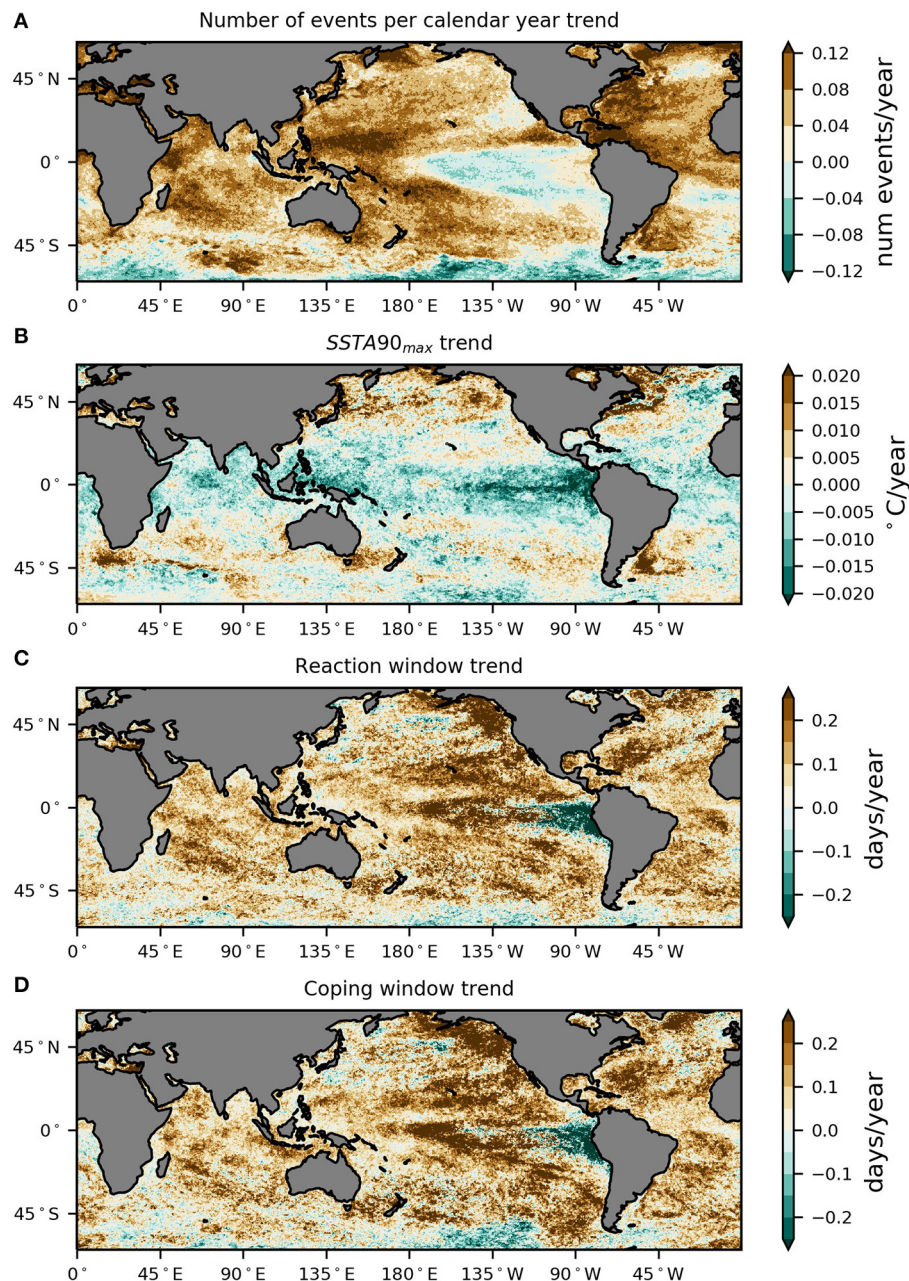 A
Number of events per calendar year trend
45°N
0°
45°S
0° 45°E 90°E 135°E 180°E 135°W 90°W 45°W
0.12
0.08
0.04
0.00
−0.04
−0.08
−0.12
num events/year
B
SSTA90max trend
45°N
0°
45°S
0° 45°E 90°E 135°E 180°E 135°W 90°W 45°W
0.020
0.015
0.010
0.005
0.000
−0.005
−0.010
−0.015
−0.020
°C/year
C
Reaction window trend
45°N
0°
45°S
0° 45°E 90°E 135°E 180°E 135°W 90°W 45°W
0.2
0.1
0.0
−0.1
−0.2
days/year
D
Coping window trend
45°N
0°
45°S
0° 45°E 90°E 135°E 180°E 135°W 90°W 45°W
0.2
0.1
0.0
−0.1
−0.2
days/year